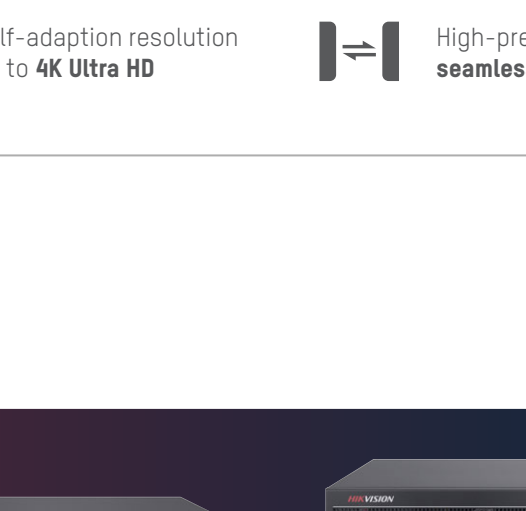 lf-adaption resolution
to 4K Ultra HD
High-pre
seamles
HIKVISION